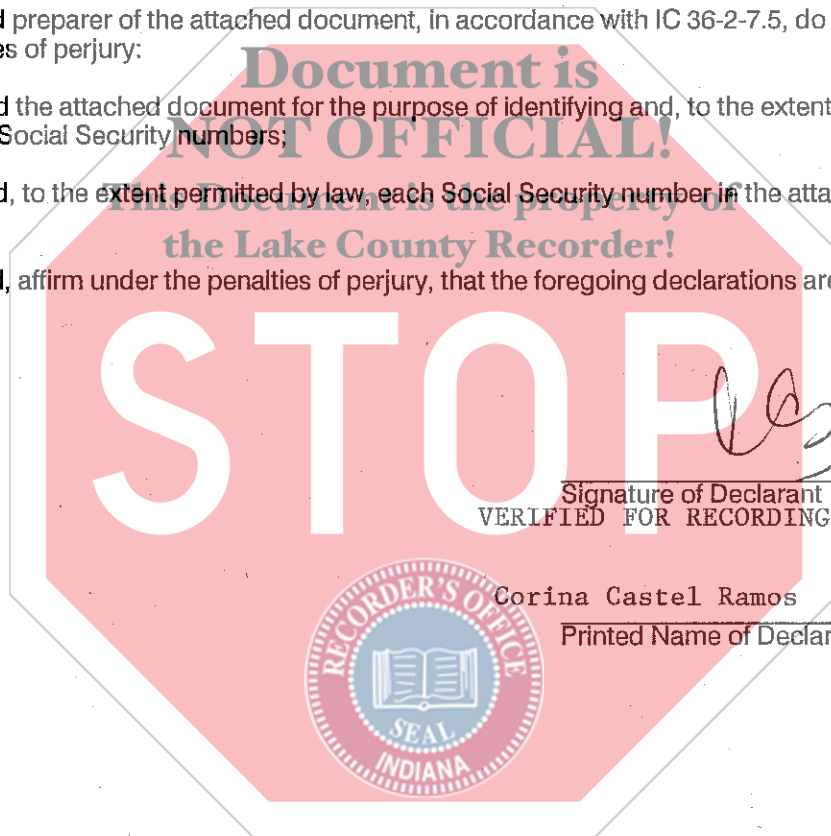 d preparer of the attached document, in accordance with IC 36-2-7.5, do
es of perjury:
Document is
d the attached document for the purpose of identifying and, to the extent
NOT OFFICIAL!
Social Security numbers;
d, to the extent permitted by law, each Social Security number in the atta
This Document is the property of
the Lake County Recorder!
d, affirm under the penalties of perjury, that the foregoing declarations are
STOP
Signature of Declarant
VERIFIED FOR RECORDING
Corina Castel Ramos
Printed Name of Declar
RECORDER'S OFFICE
SEAL
INDIANA